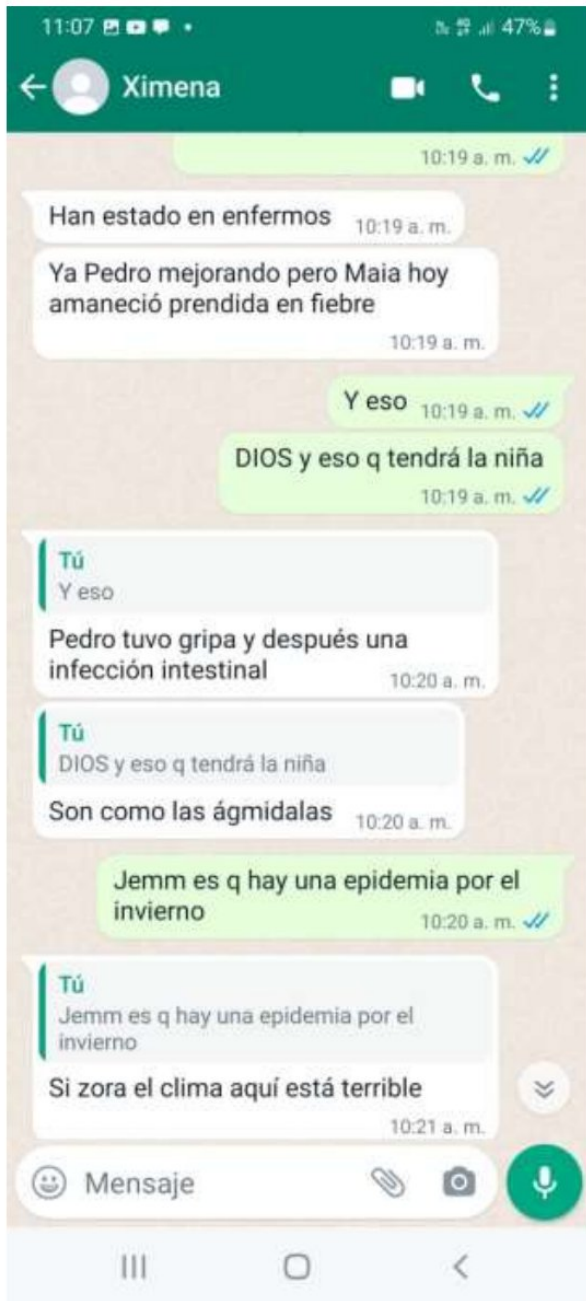 11:07 47%
Ximena
10:19 a. m.
Han estado en enfermos 10:19 a. m.
Ya Pedro mejorando pero Maia hoy
amaneció prendida en fiebre
10:19 a. m.
Y eso 10:19 a. m.
DIOS y eso q tendrá la niña
10:19 a. m.
Tú
Y eso
Pedro tuvo gripa y después una
infección intestinal 10:20 a. m.
Tú
DIOS y eso q tendrá la niña
Son como las ágmidalas 10:20 a. m.
Jemm es q hay una epidemia por el
invierno 10:20 a. m.
Tú
Jemm es q hay una epidemia por el
invierno
Si zora el clima aquí está terrible
10:21 a. m.
Mensaje